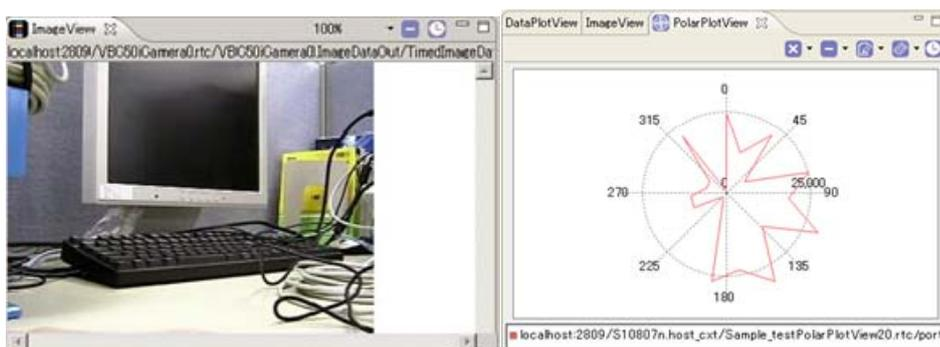 ImageView
100%
localhost:2809/VBC50iCamera0.rtc/VBC50iCamera0.ImageDataOut/TimedImageDa
DataPlotView ImageView PolarPlotView
0
315
45
0
25,000
270
90
225
135
180
localhost:2809/S10807n.host_cxt/Sample_testPolarPlotView20.rtc/por